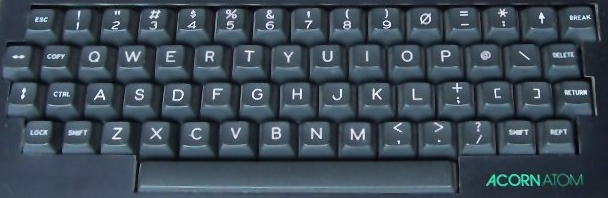 ESC ! 1 " 2 # 3 $ 4 % 5 & 6 ' 7 ( 8 ) 9 Ø = - * : ↑ BREAK
↔ COPY Q W E R T Y U I O P @ \ DELETE
↕ CTRL A S D F G H J K L + ; [ ] RETURN
LOCK SHIFT Z X C V B N M < , > . ? / SHIFT REPT
ACORN ATOM